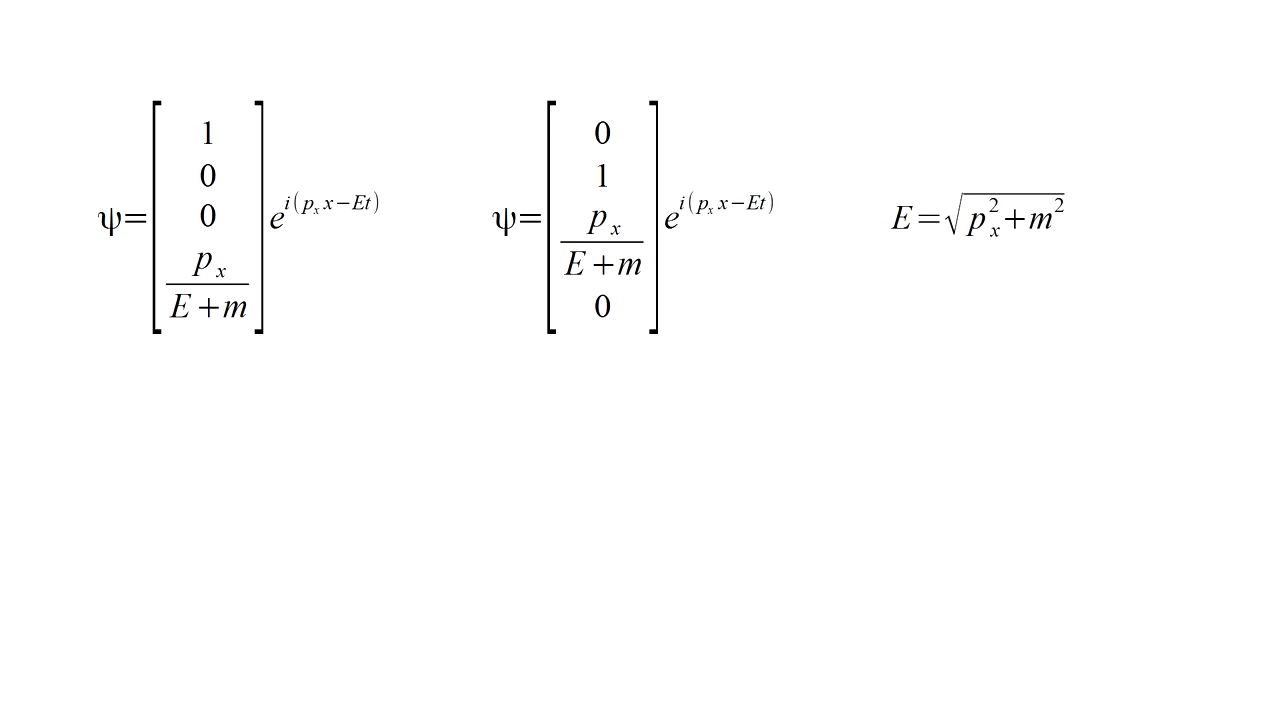 ψ=[1 0 0 p_x/(E+m)] e^{i(p_x x−Et)}
ψ=[0 1 p_x/(E+m) 0] e^{i(p_x x−Et)}
E=√(p_x^2+m^2)